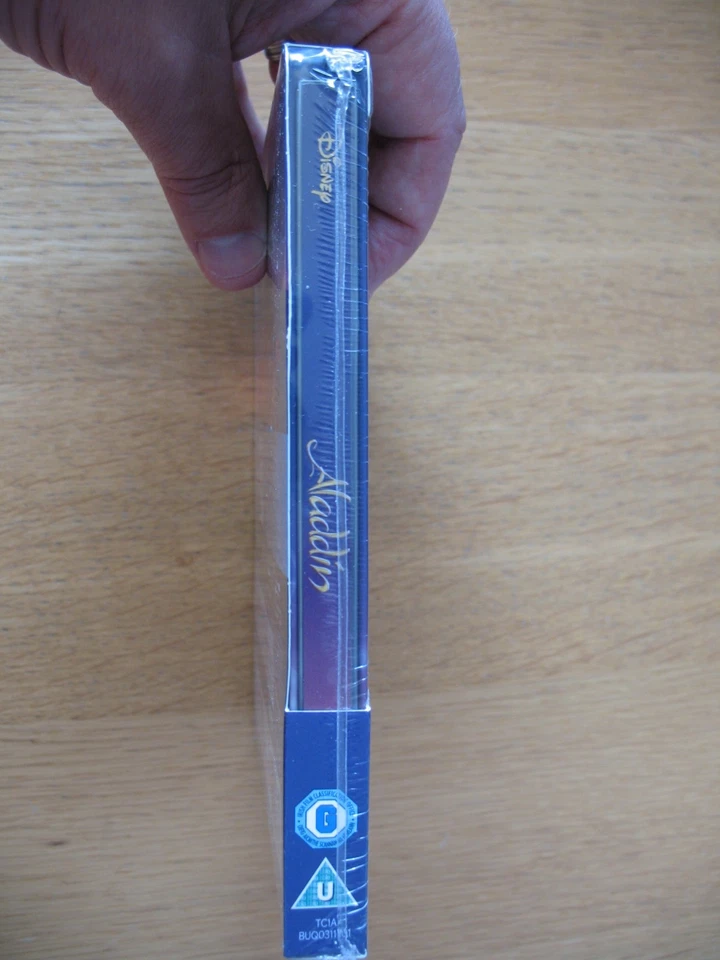 Disney
Aladdin
G
U
TC1A